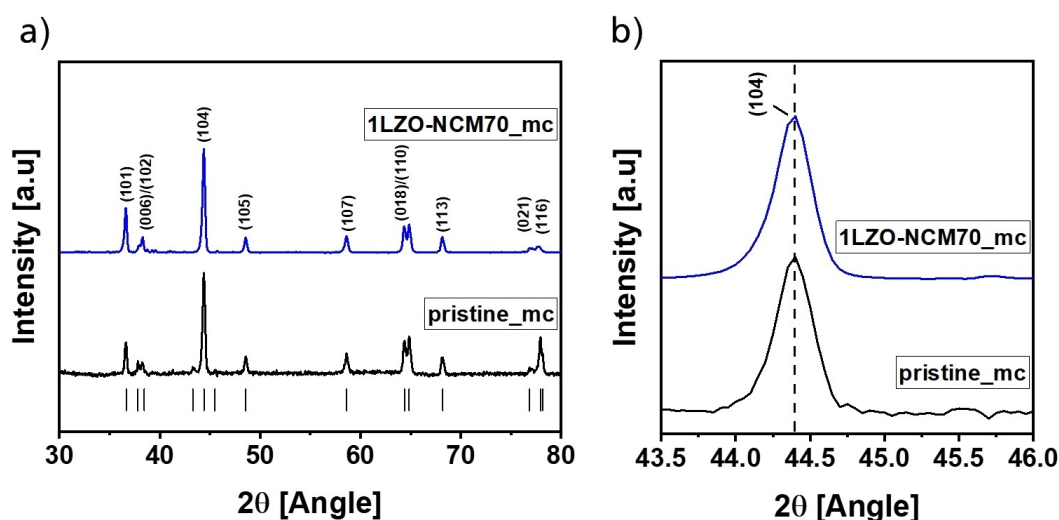 a)
Intensity [a.u]
1LZO-NCM70_mc
(101)
(006)/(102)
(104)
(105)
(107)
(018)/(110)
(113)
(021)
(116)
pristine_mc
30 40 50 60 70 80
2θ [Angle]
b)
Intensity [a.u]
(104)
1LZO-NCM70_mc
pristine_mc
43.5 44.0 44.5 45.0 45.5 46.0
2θ [Angle]